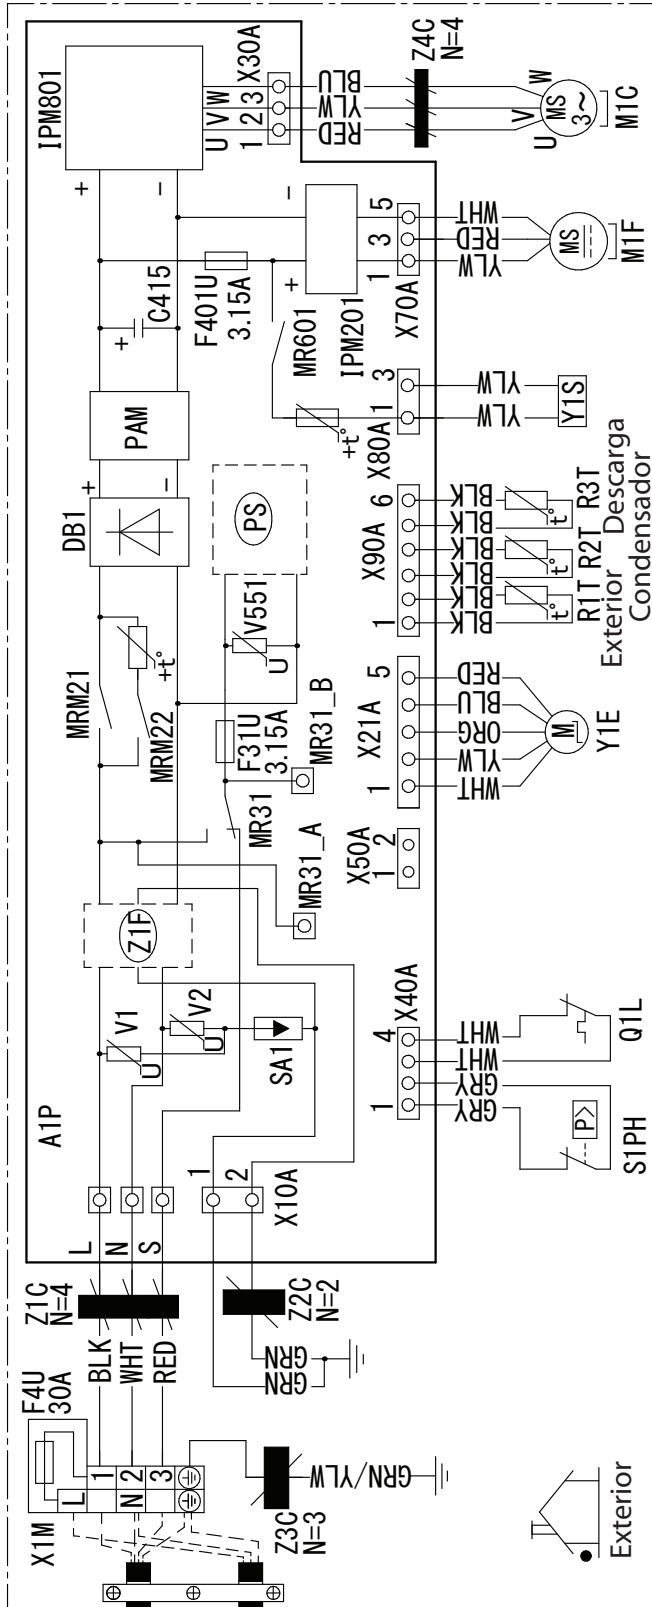 IPM801
X30A
U V W
1 2 3
RED
YLW
BLU
Z4C
N=4
U
V
W
MS
3~
M1C
+
−
C415
+
F401U
3.15A
MR601
−
+
IPM201
1 3 5
X70A
YLW
RED
WHT
MS
M1F
PAM
+t°
X80A
1 3
YLW
YLW
Y1S
DB1
+
−
PS
V551
U
X90A
1 6
BLK
BLK
BLK
BLK
BLK
BLK
t°
t°
t°
R1T
R2T
R3T
Exterior
Descarga
Condensador
MRM21
MRM22
+t°
F31U
3.15A
MR31_B
X21A
1 5
WHT
YLW
ORG
BLU
RED
M
Y1E
MR31
MR31_A
X50A
1 2
Z1F
V1
U
V2
U
SA1
X40A
1 4
GRY
GRY
WHT
WHT
Q1L
P>
S1PH
A1P
L
N
S
1
2
X10A
Z1C
N=4
Z2C
N=2
BLK
WHT
RED
GRN
GRN
F4U
30A
1 2 3
L
N
X1M
Z3C
N=3
GRN/YLW
Exterior